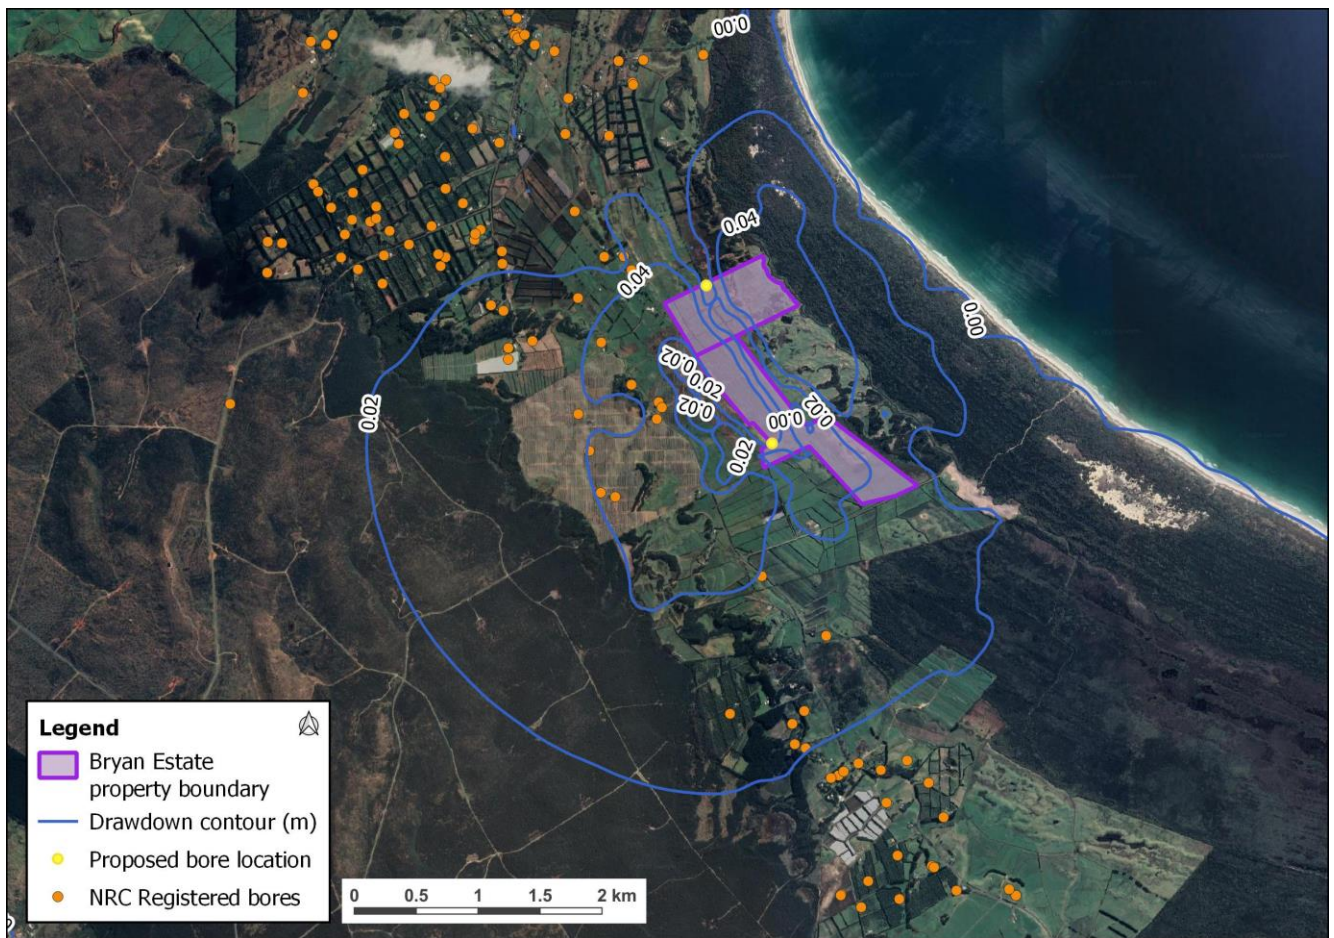 0.00
0.04
0.04
0.00
0.02
0.02
0.02
0.02
0.00
0.02
0.02
Legend
Bryan Estate
property boundary
Drawdown contour (m)
Proposed bore location
NRC Registered bores
0 0.5 1 1.5 2 km